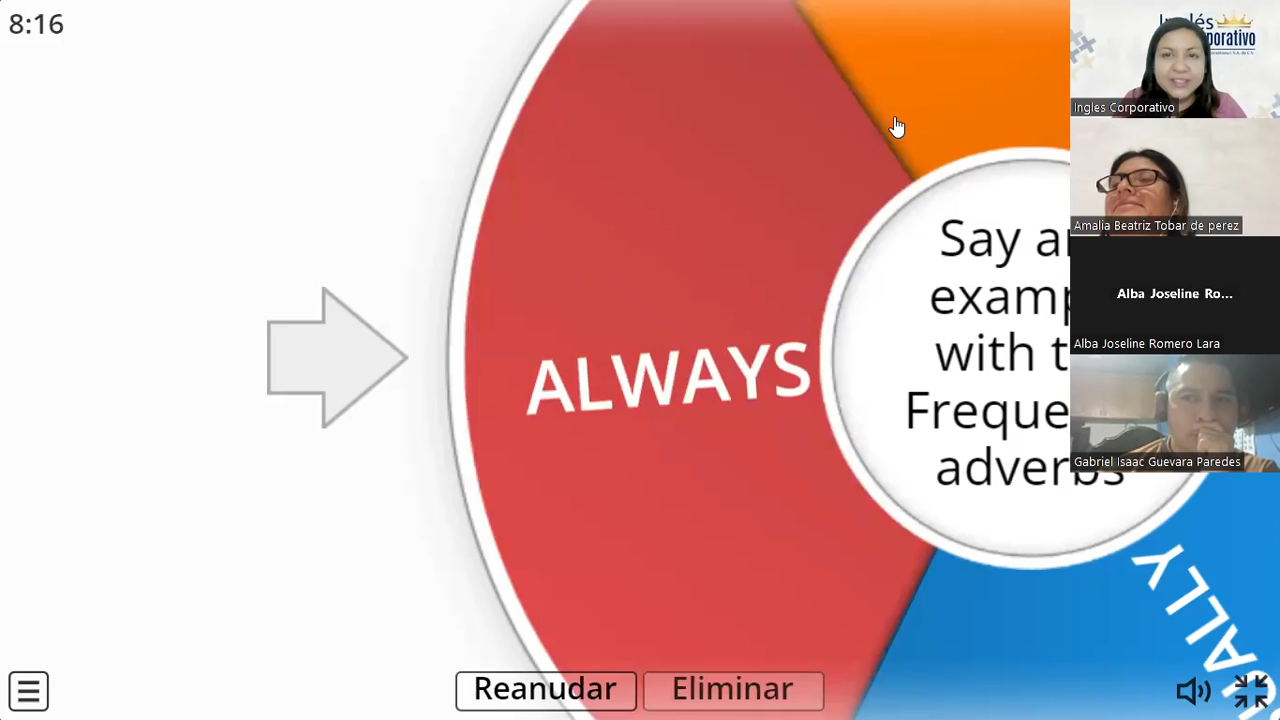 8:16
ALWAYS
Say a
examp
with t
Freque
adverbs
ALLY
Reanudar
Eliminar
Inglés
porativo
Ingles Corporativo
Amalia Beatriz Tobar de perez
Alba Joseline Ro...
Alba Joseline Romero Lara
Gabriel Isaac Guevara Paredes